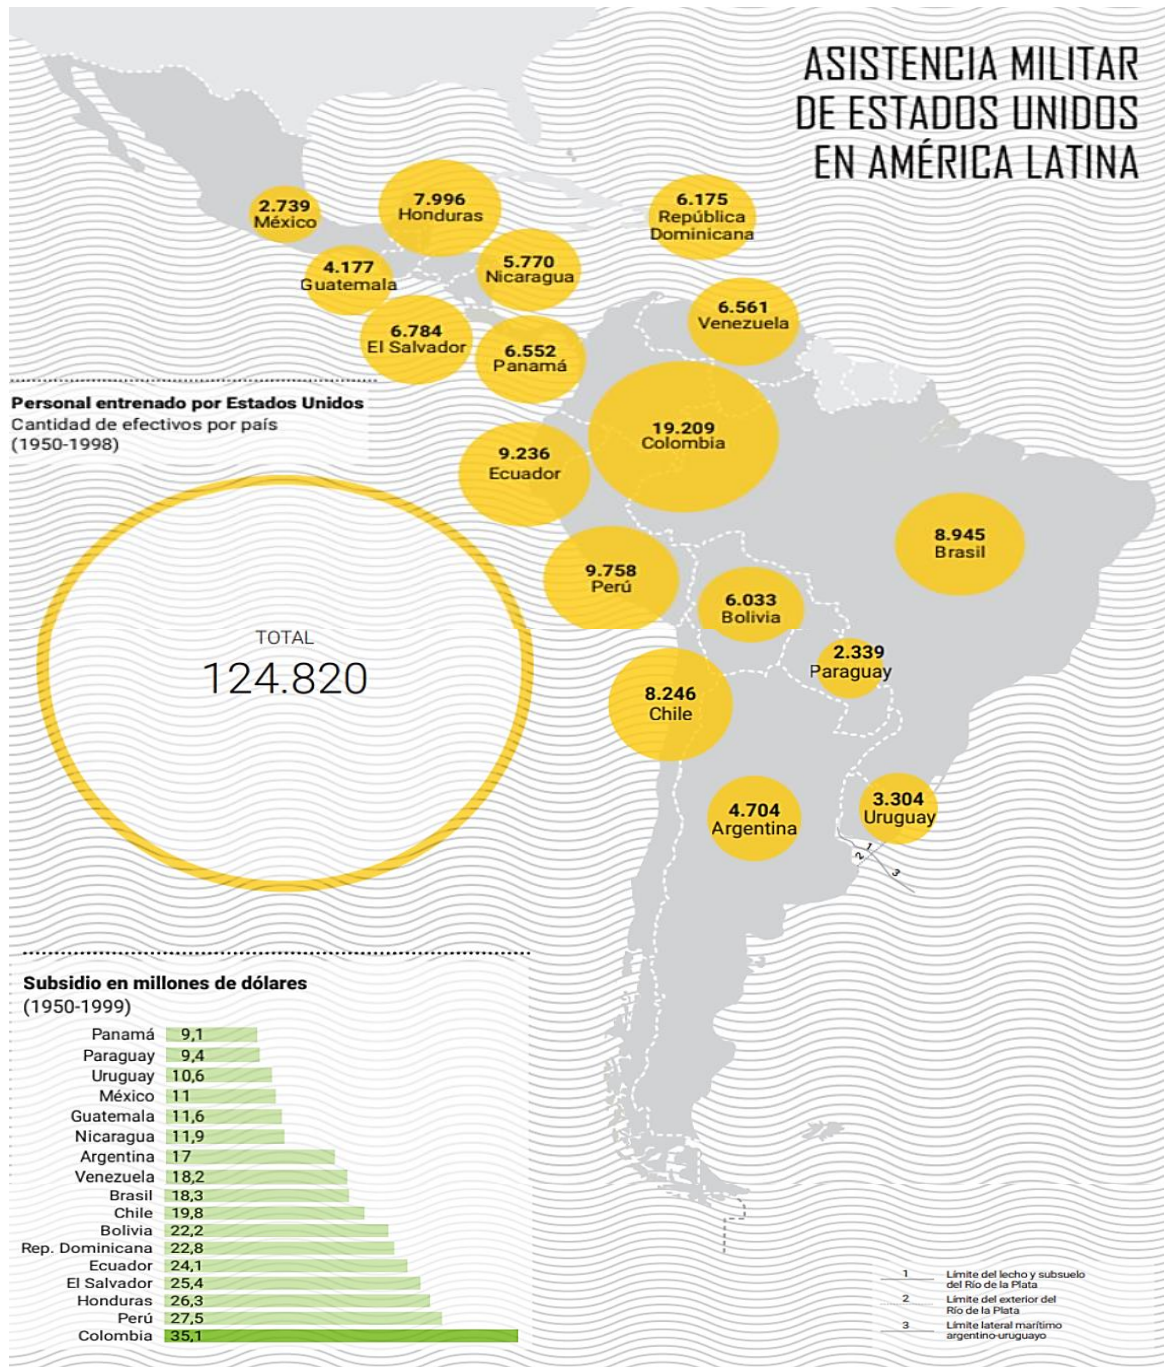 ASISTENCIA MILITAR
DE ESTADOS UNIDOS
EN AMÉRICA LATINA
2.739
México
7.996
Honduras
6.175
República
Dominicana
4.177
Guatemala
5.770
Nicaragua
6.561
Venezuela
6.784
El Salvador
6.552
Panamá
Personal entrenado por Estados Unidos
Cantidad de efectivos por país
(1950-1998)
19.209
Colombia
9.236
Ecuador
8.945
Brasil
9.758
Perú
6.033
Bolivia
TOTAL
124.820
2.339
Paraguay
8.246
Chile
4.704
Argentina
3.304
Uruguay
1
2
3
Subsidio en millones de dólares
(1950-1999)
Panamá 9,1
Paraguay 9,4
Uruguay 10,6
México 11
Guatemala 11,6
Nicaragua 11,9
Argentina 17
Venezuela 18,2
Brasil 18,3
Chile 19,8
Bolivia 22,2
Rep. Dominicana 22,8
Ecuador 24,1
El Salvador 25,4
Honduras 26,3
Perú 27,5
Colombia 35,1
1 Límite del lecho y subsuelo
del Río de la Plata
2 Límite del exterior del
Río de la Plata
3 Límite lateral marítimo
argentino-uruguayo